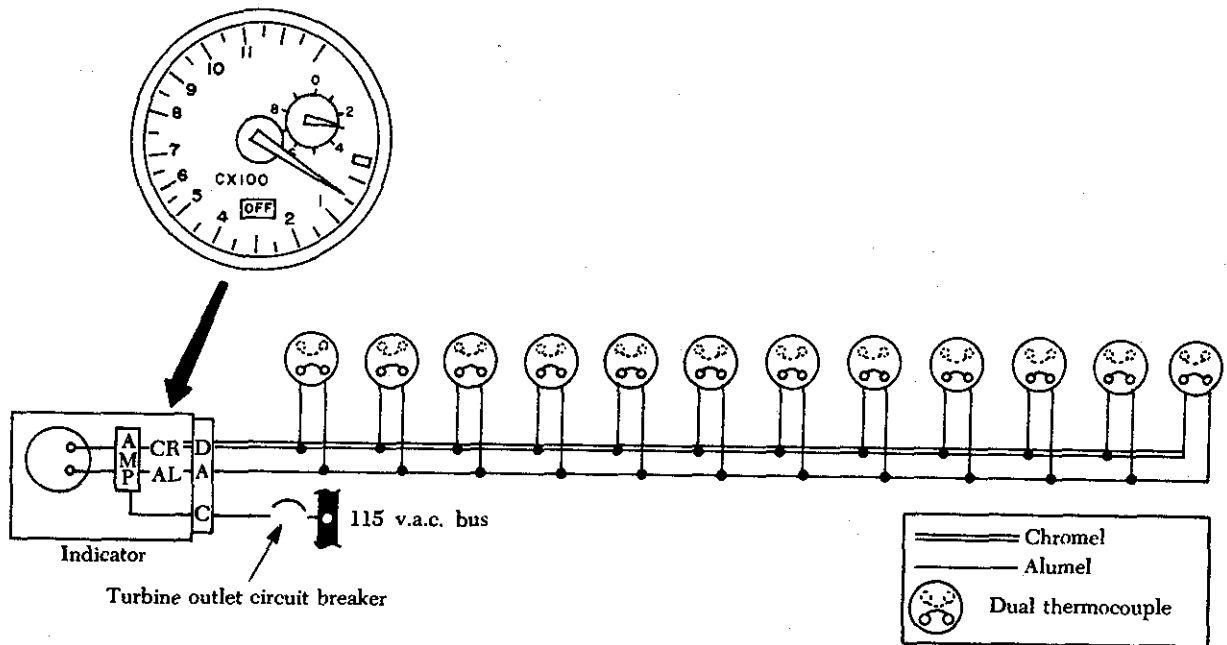 11
10
9
8
7
6
5
4
2
1
0
2
4
8
CX100
OFF
A
M
P
CR D
AL A
C
115 v.a.c. bus
Indicator
Turbine outlet circuit breaker
Chromel
Alumel
Dual thermocouple